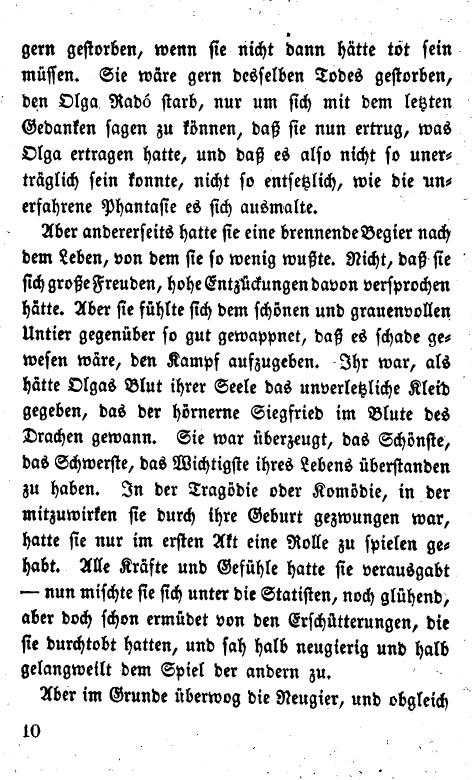 gern gestorben, wenn sie nicht dann hätte tot sein
müssen. Sie wäre gern desselben Todes gestorben,
den Olga Radó starb, nur um sich mit dem letzten
Gedanken sagen zu können, daß sie nun ertrug, was
Olga ertragen hatte, und daß es also nicht so uner-
träglich sein konnte, nicht so entsetzlich, wie die un-
erfahrene Phantasie es sich ausmalte.
Aber andererseits hatte sie eine brennende Begier nach
dem Leben, von dem sie so wenig wußte. Nicht, daß sie
sich große Freuden, hohe Entzückungen davon versprochen
hätte. Aber sie fühlte sich dem schönen und grauenvollen
Untier gegenüber so gut gewappnet, daß es schade ge-
wesen wäre, den Kampf aufzugeben. Ihr war, als
hätte Olgas Blut ihrer Seele das unverletzliche Kleid
gegeben, das der hörnerne Siegfried im Blute des
Drachen gewann. Sie war überzeugt, das Schönste,
das Schwerste, das Wichtigste ihres Lebens überstanden
zu haben. In der Tragödie oder Komödie, in der
mitzuwirken sie durch ihre Geburt gezwungen war,
hatte sie nur im ersten Akt eine Rolle zu spielen ge-
habt. Alle Kräfte und Gefühle hatte sie verausgabt
— nun mischte sie sich unter die Statisten, noch glühend,
aber doch schon ermüdet von den Erschütterungen, die
sie durchtobt hatten, und sah halb neugierig und halb
gelangweilt dem Spiel der andern zu.
Aber im Grunde überwog die Neugier, und obgleich
10